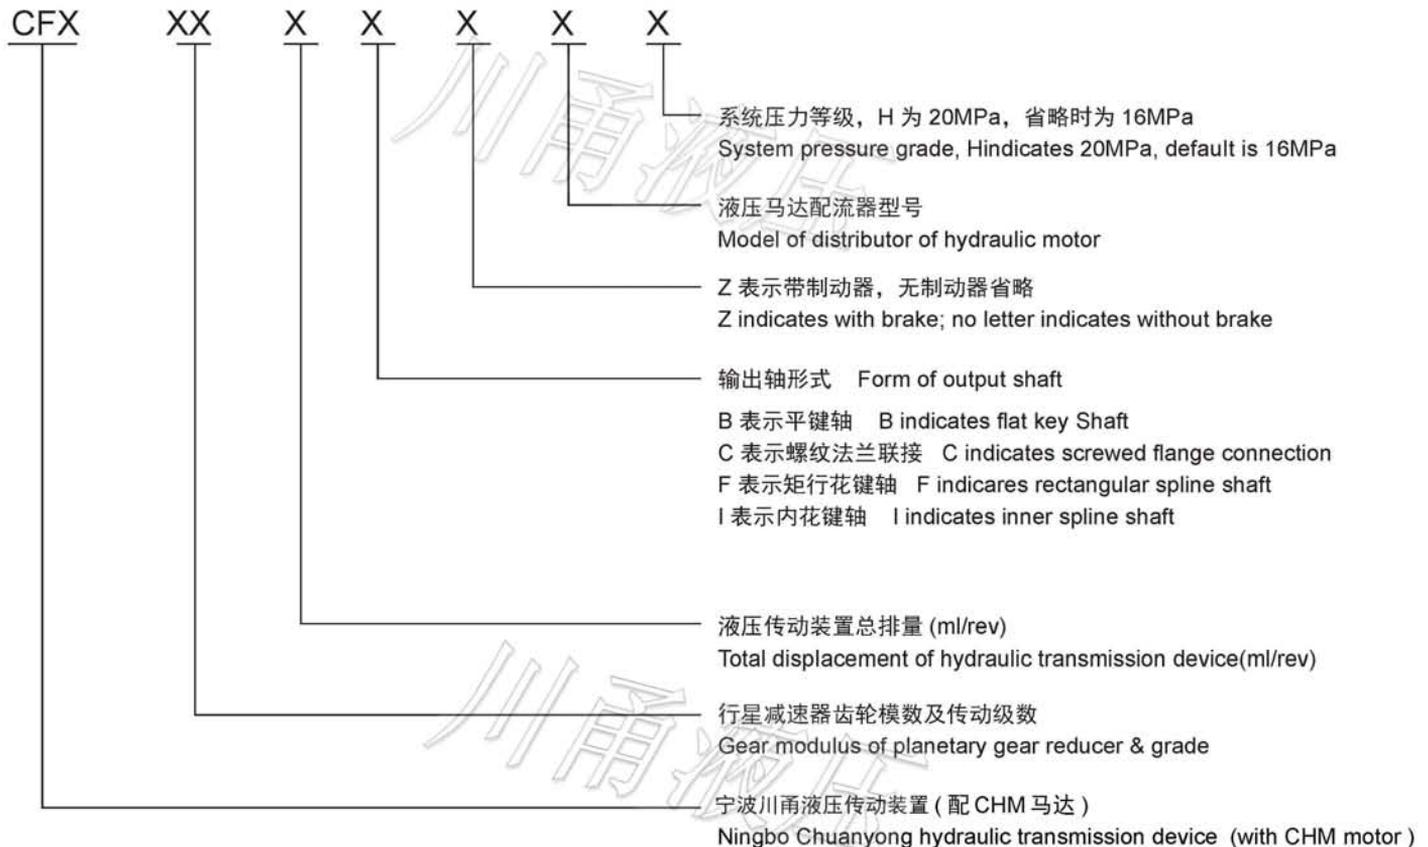 CFX XX X X X X X
系统压力等级，H 为 20MPa，省略时为 16MPa
System pressure grade, Hindicates 20MPa, default is 16MPa
液压马达配流器型号
Model of distributor of hydraulic motor
Z 表示带制动器，无制动器省略
Z indicates with brake; no letter indicates without brake
输出轴形式 Form of output shaft
B 表示平键轴 B indicates flat key Shaft
C 表示螺纹法兰联接 C indicates screwed flange connection
F 表示矩行花键轴 F indicares rectangular spline shaft
I 表示内花键轴 I indicates inner spline shaft
液压传动装置总排量 (ml/rev)
Total displacement of hydraulic transmission device(ml/rev)
行星减速器齿轮模数及传动级数
Gear modulus of planetary gear reducer & grade
宁波川甬液压传动装置 ( 配 CHM 马达 )
Ningbo Chuanyong hydraulic transmission device (with CHM motor )
川甬液压
川甬液压